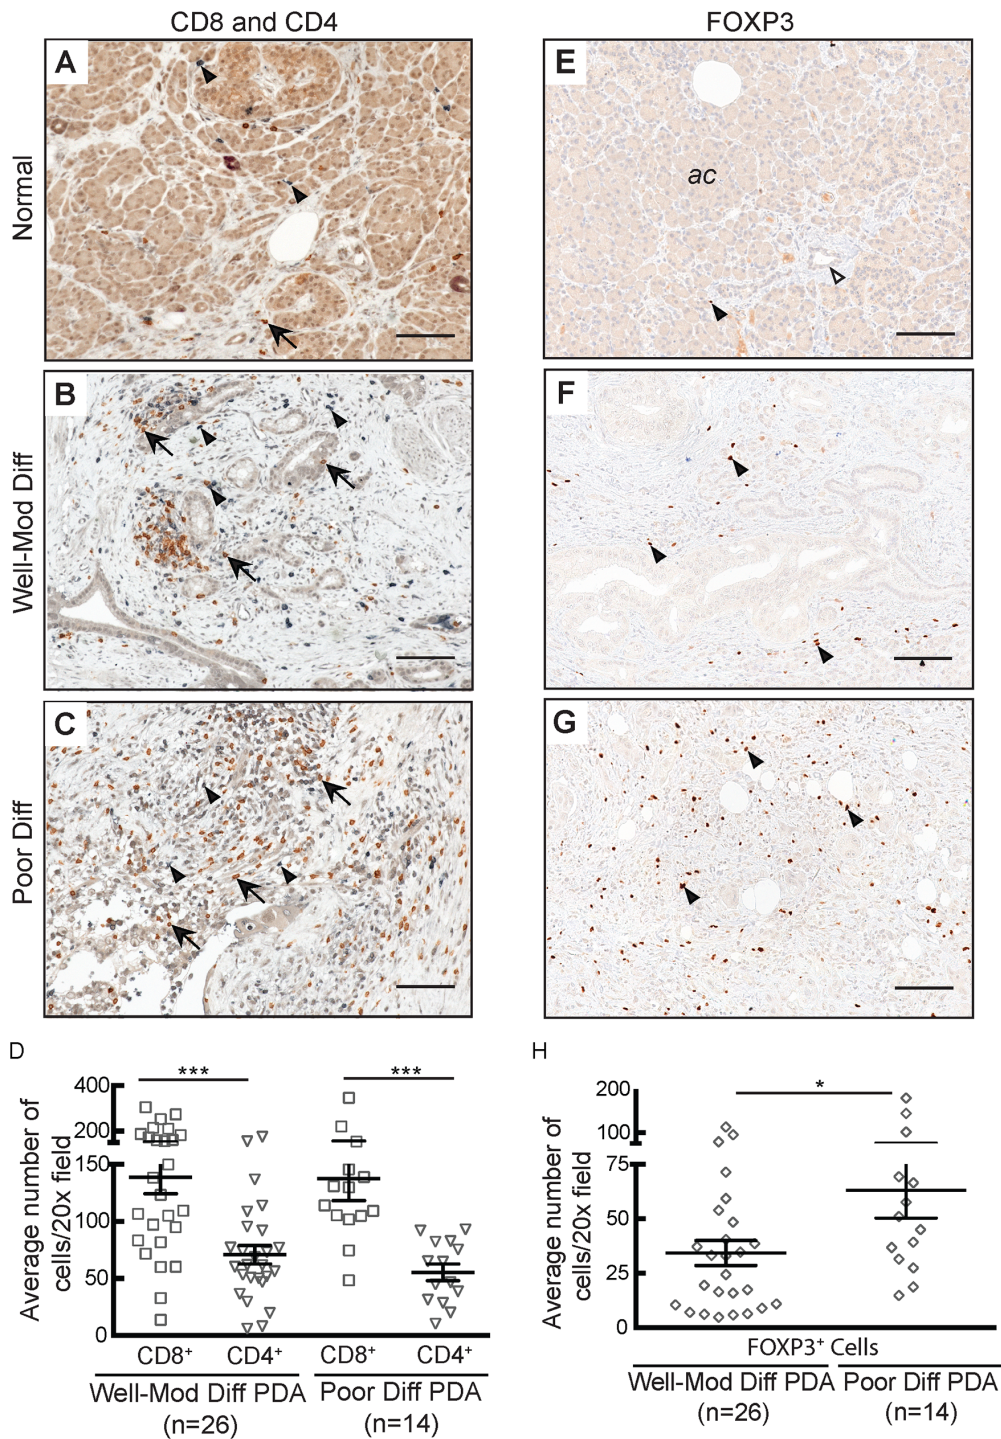 CD8 and CD4
FOXP3
Normal
A
E
ac
Well-Mod Diff
B
F
Poor Diff
C
G
D
Average number of
cells/20x field
400
200
150
100
50
0
***
***
CD8+
CD4+
CD8+
CD4+
Well-Mod Diff PDA
(n=26)
Poor Diff PDA
(n=14)
H
Average number of
cells/20x field
200
100
75
50
25
0
*
FOXP3+ Cells
Well-Mod Diff PDA
(n=26)
Poor Diff PDA
(n=14)